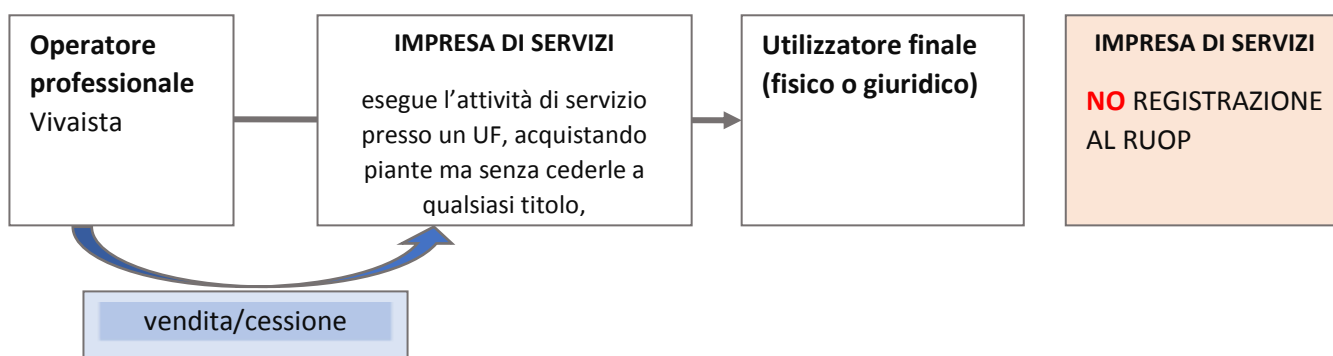 Operatore
professionale
Vivaista
IMPRESA DI SERVIZI
esegue l’attività di servizio
presso un UF, acquistando
piante ma senza cederle a
qualsiasi titolo,
Utilizzatore finale
(fisico o giuridico)
IMPRESA DI SERVIZI
NO REGISTRAZIONE
AL RUOP
vendita/cessione